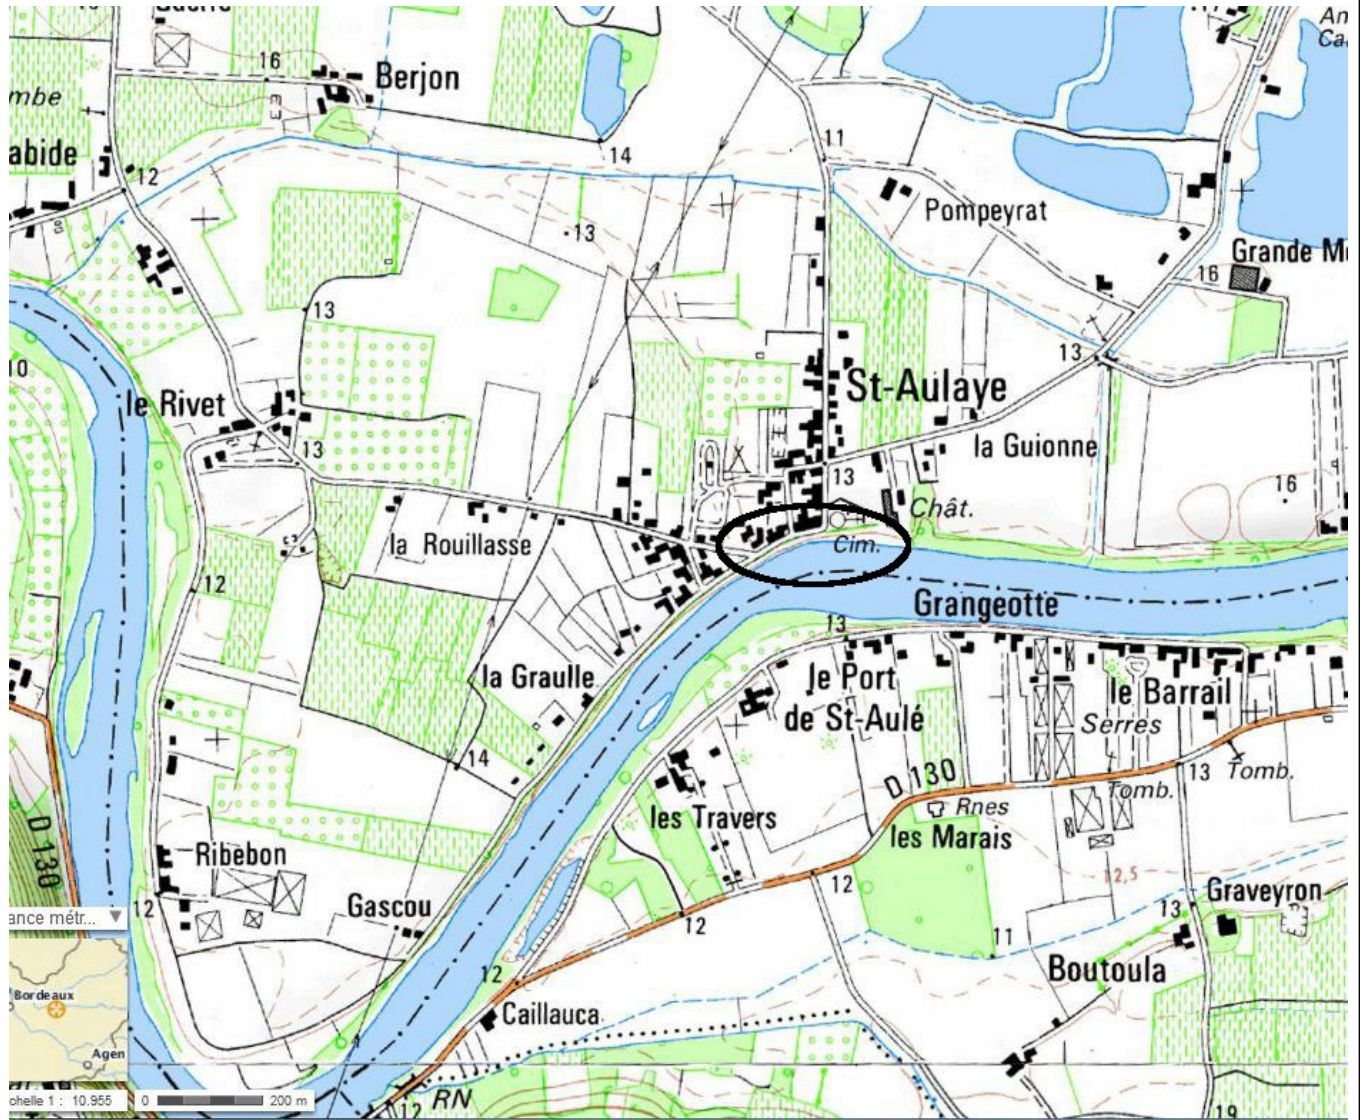 16
Berjon
14
12
11
Pompeyrat
13
Grande
16
13
10
le Rivet
13
St-Aulaye
13
la Guionne
13
13
16
Chât.
Cim.
la Rouillasse
12
Grangeotte
13
le Port
de St-Aulé
la Graulle
le Barrail
Serres
14
D 130
13
Tomb.
Tomb.
Rnes
les Travers
les Marais
12,5
D 130
Ribebon
12
Graveyron
12
Gascou
13
12
11
12
Boutoula
Bordeaux
Caillauca
Agen
0
200 m
RN
12
19